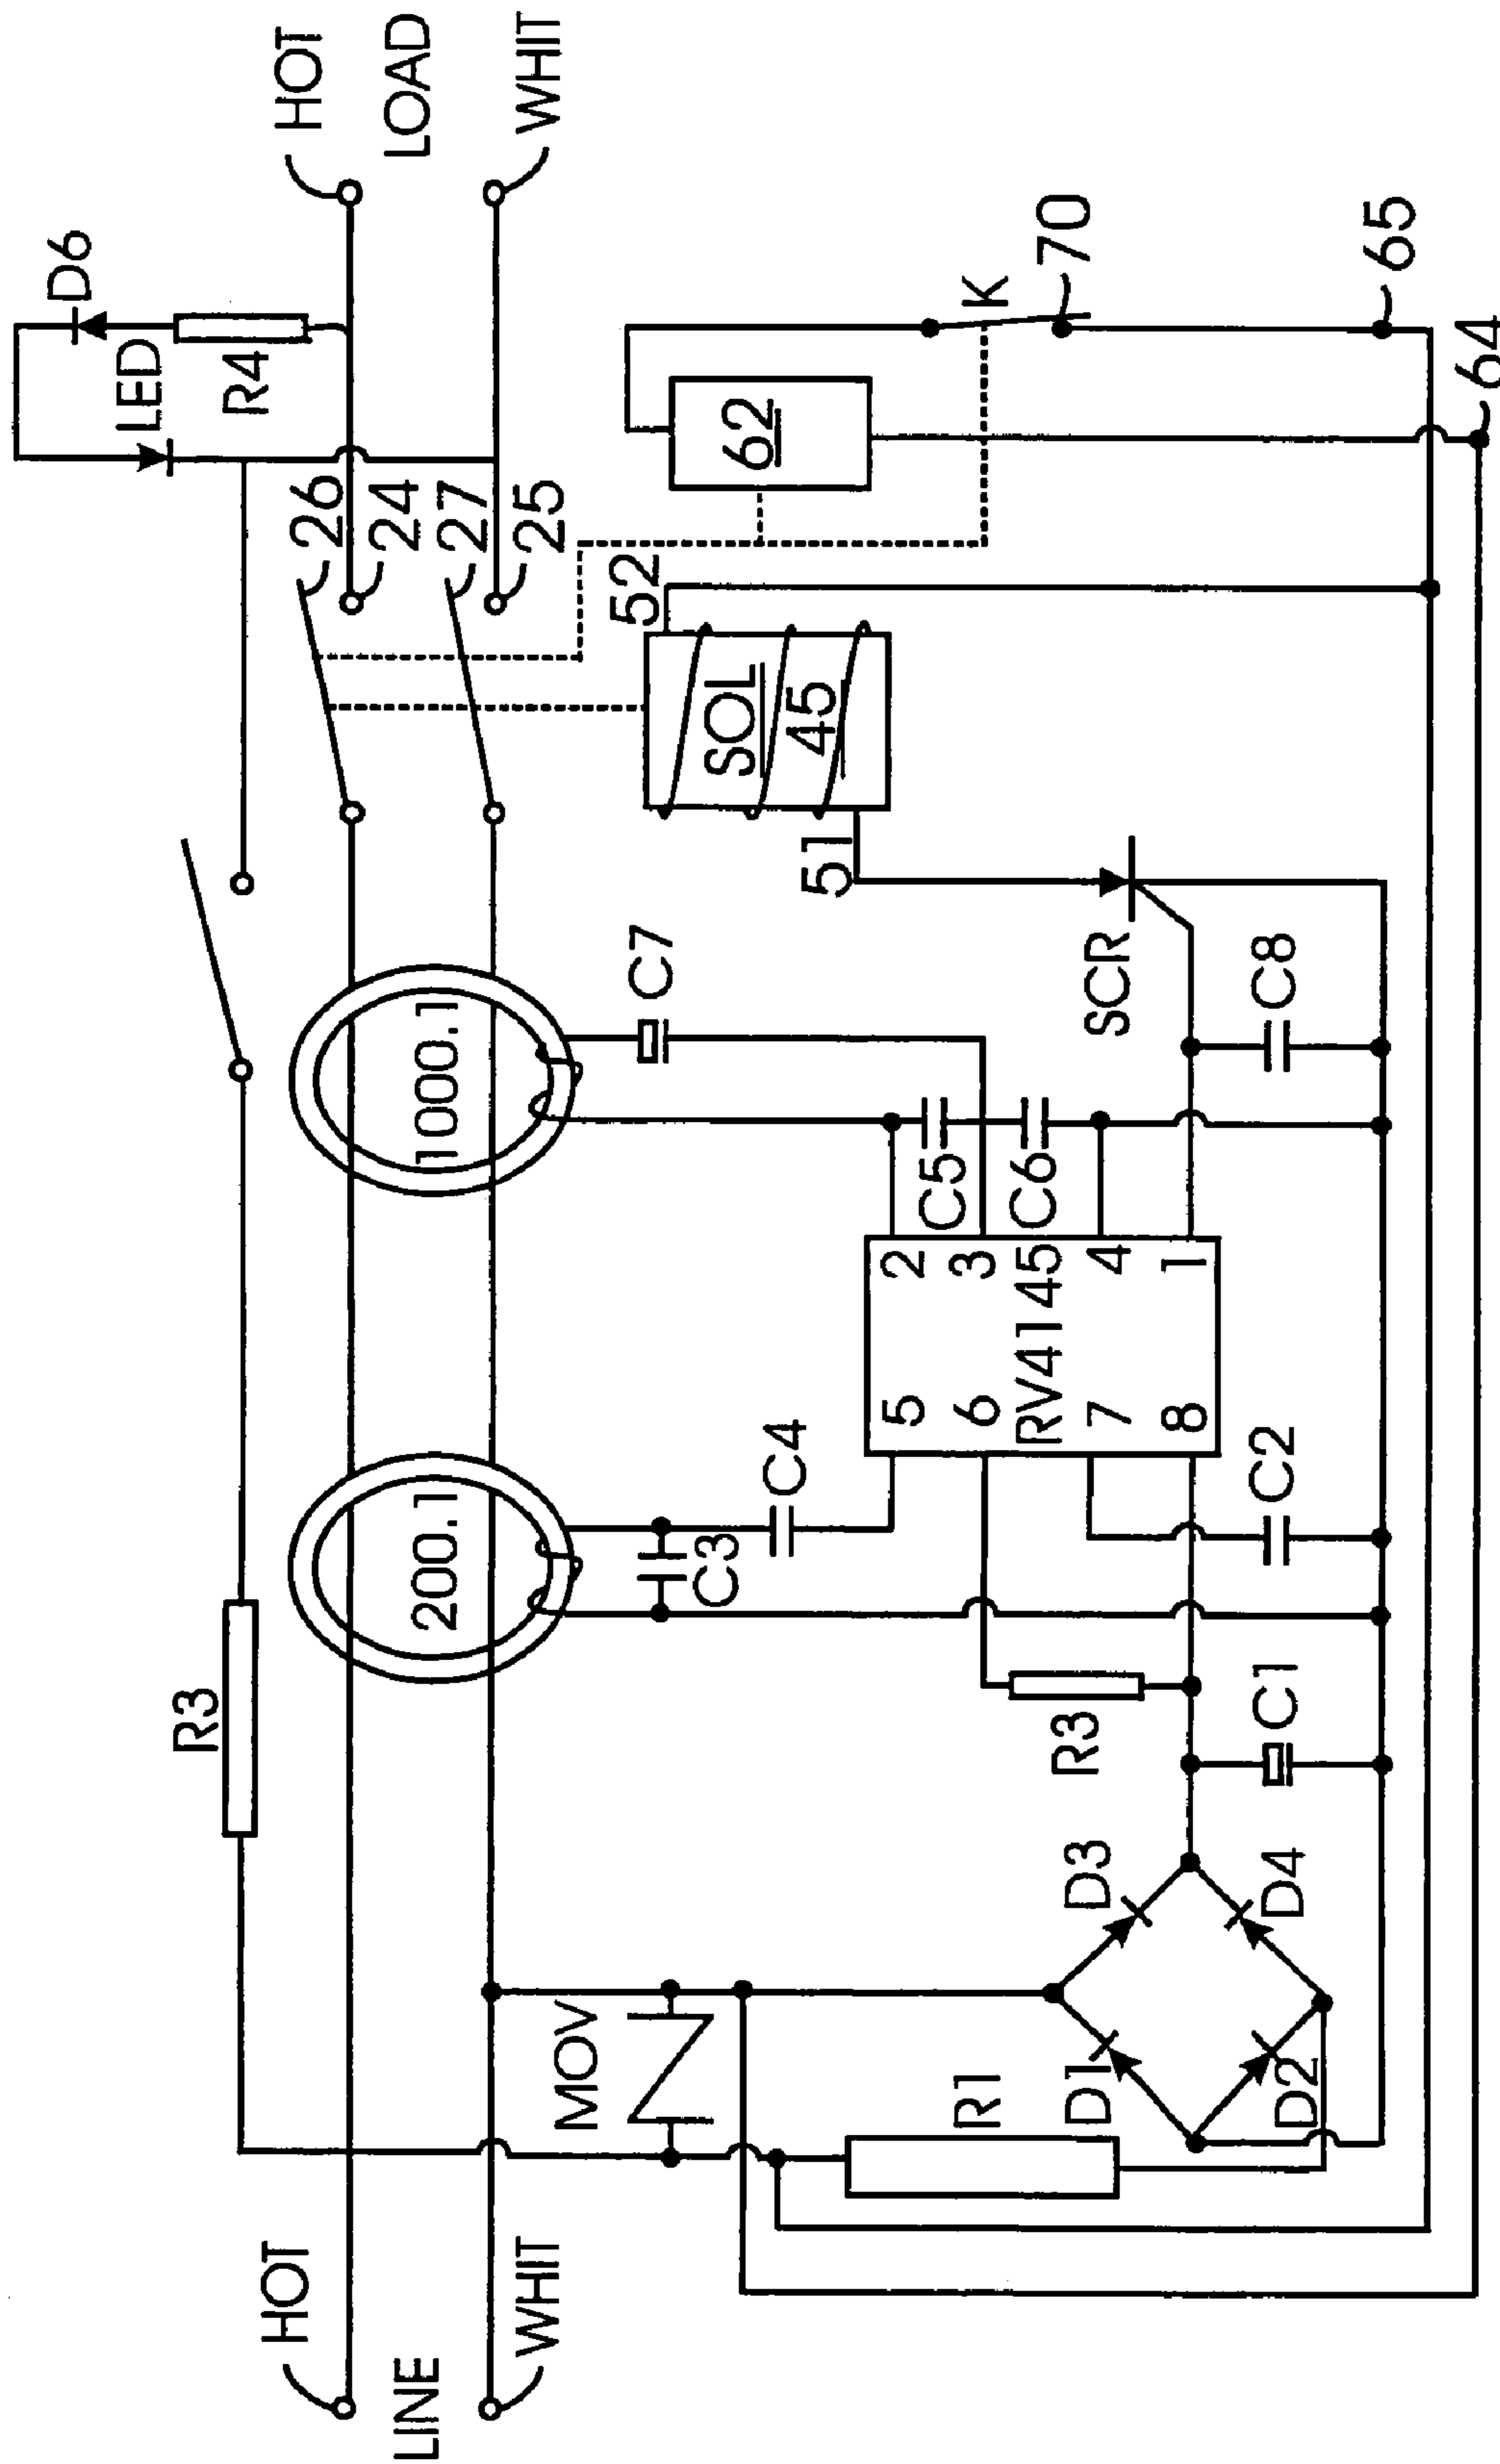 HOT
LINE
WHIT
R3
MOV
R1
D1
D2
D3
D4
C1
R3
200.1
C3
C4
C2
5
6
7
8
RV4145
2
3
4
1
1000.1
C7
C5
C6
C8
SCR
51
SOL
45
52
26
24
27
25
LED
D6
R4
HOT
LOAD
WHIT
62
K
70
65
64